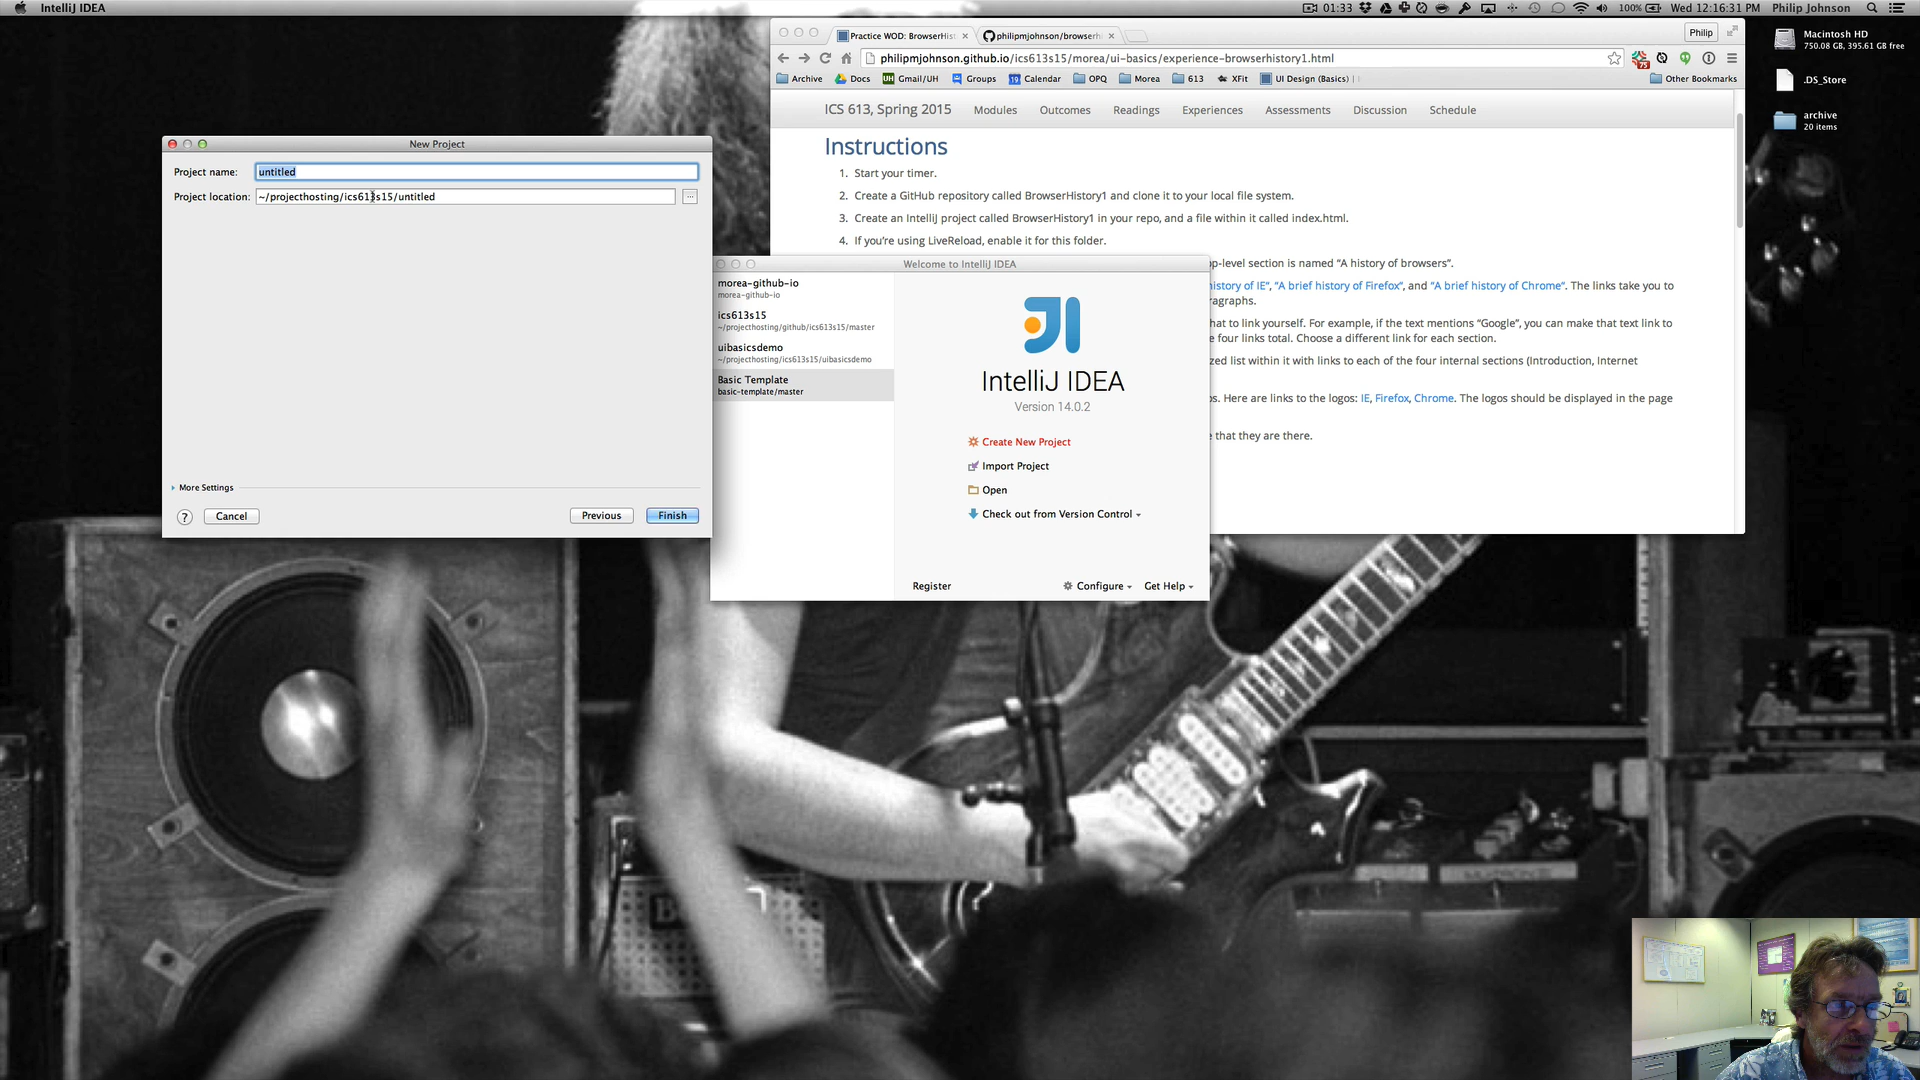 IntelliJ IDEA
01:33
100%
Wed 12:16:31 PM
Philip Johnson
Macintosh HD
750.08 GB, 395.61 GB free
.DS_Store
archive
20 items
Practice WOD: BrowserHis
philipmjohnson/browserh
Philip
philipmjohnson.github.io/ics613s15/morea/ui-basics/experience-browserhistory1.html
75
Archive
Docs
UH Gmail/UH
Groups
19 Calendar
OPQ
Morea
613
XFit
UI Design (Basics) |
Other Bookmarks
ICS 613, Spring 2015
Modules
Outcomes
Readings
Experiences
Assessments
Discussion
Schedule
Instructions
1. Start your timer.
2. Create a GitHub repository called BrowserHistory1 and clone it to your local file system.
3. Create an IntelliJ project called BrowserHistory1 in your repo, and a file within it called index.html.
4. If you're using LiveReload, enable it for this folder.
op-level section is named "A history of browsers".
istory of IE", "A brief history of Firefox", and "A brief history of Chrome". The links take you to
ragraphs.
hat to link yourself. For example, if the text mentions "Google", you can make that text link to
e four links total. Choose a different link for each section.
ized list within it with links to each of the four internal sections (Introduction, Internet
os. Here are links to the logos: IE, Firefox, Chrome. The logos should be displayed in the page
e that they are there.
New Project
Project name:
untitled
Project location:
~/projecthosting/ics613s15/untitled
...
More Settings
?
Cancel
Previous
Finish
Welcome to IntelliJ IDEA
morea-github-io
morea-github-io
ics613s15
~/projecthosting/github/ics613s15/master
uibasicsdemo
~/projecthosting/ics613s15/uibasicsdemo
Basic Template
basic-template/master
IntelliJ IDEA
Version 14.0.2
Create New Project
Import Project
Open
Check out from Version Control
Register
Configure
Get Help